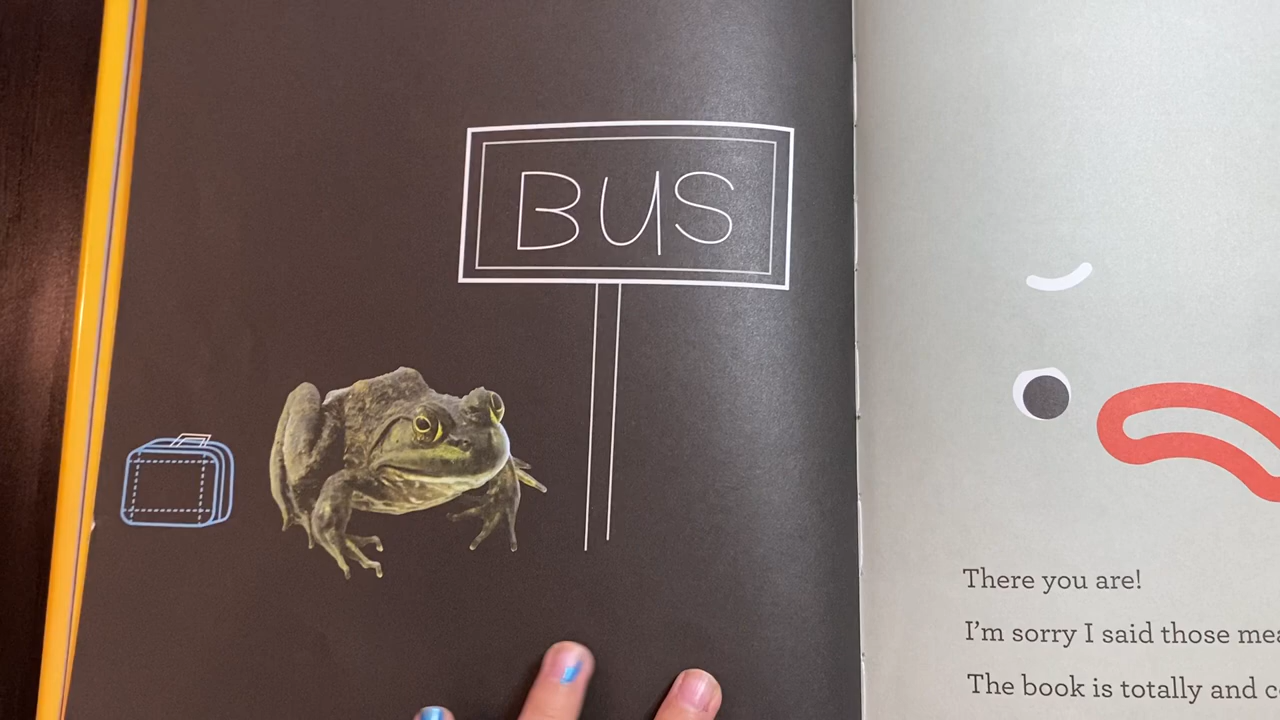 BUS
There you are!
I'm sorry I said those
The book is totally and